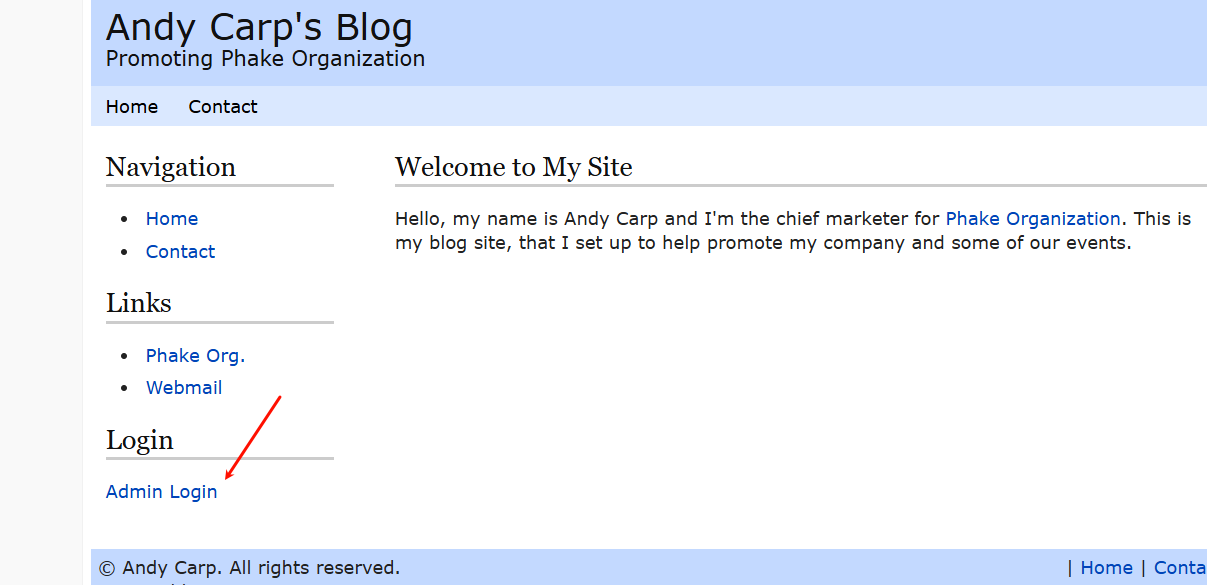 Andy Carp's Blog
Promoting Phake Organization
Home Contact
Navigation
Home
Contact
Links
Phake Org.
Webmail
Login
Admin Login
Welcome to My Site
Hello, my name is Andy Carp and I'm the chief marketer for Phake Organization. This is
my blog site, that I set up to help promote my company and some of our events.
© Andy Carp. All rights reserved.
| Home | Conta